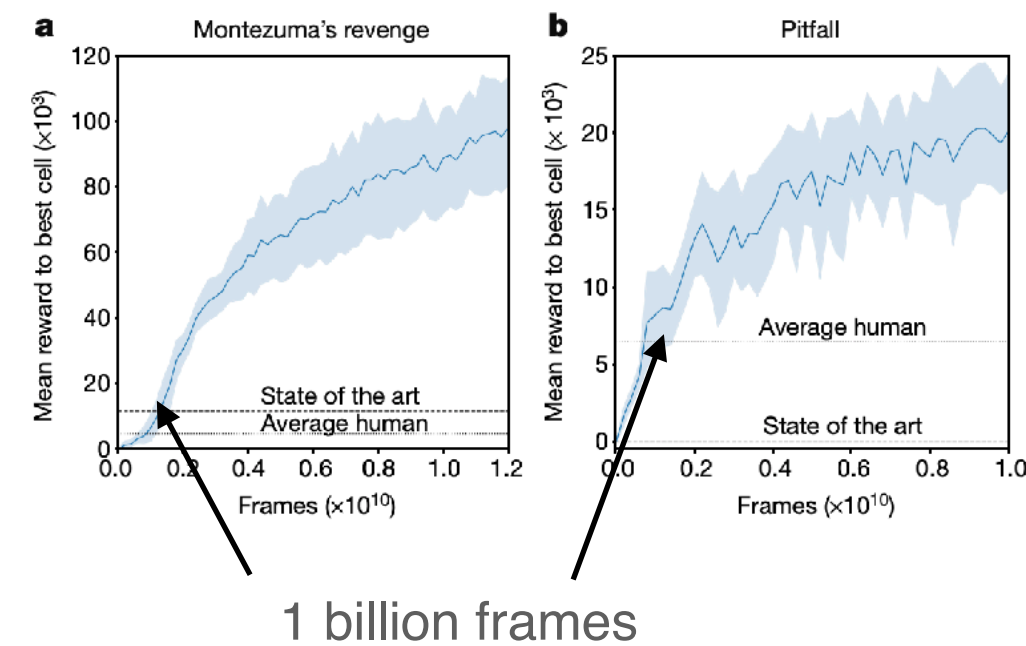 a Montezuma's revenge
120
100
80
60
40
20
0
Mean reward to best cell (×10³)
State of the art
Average human
0.0 0.2 0.4 0.6 0.8 1.0 1.2
Frames (×10¹⁰)
b Pitfall
25
20
15
10
5
0
Mean reward to best cell (× 10³)
Average human
State of the art
0.0 0.2 0.4 0.6 0.8 1.0
Frames (×10¹⁰)
1 billion frames